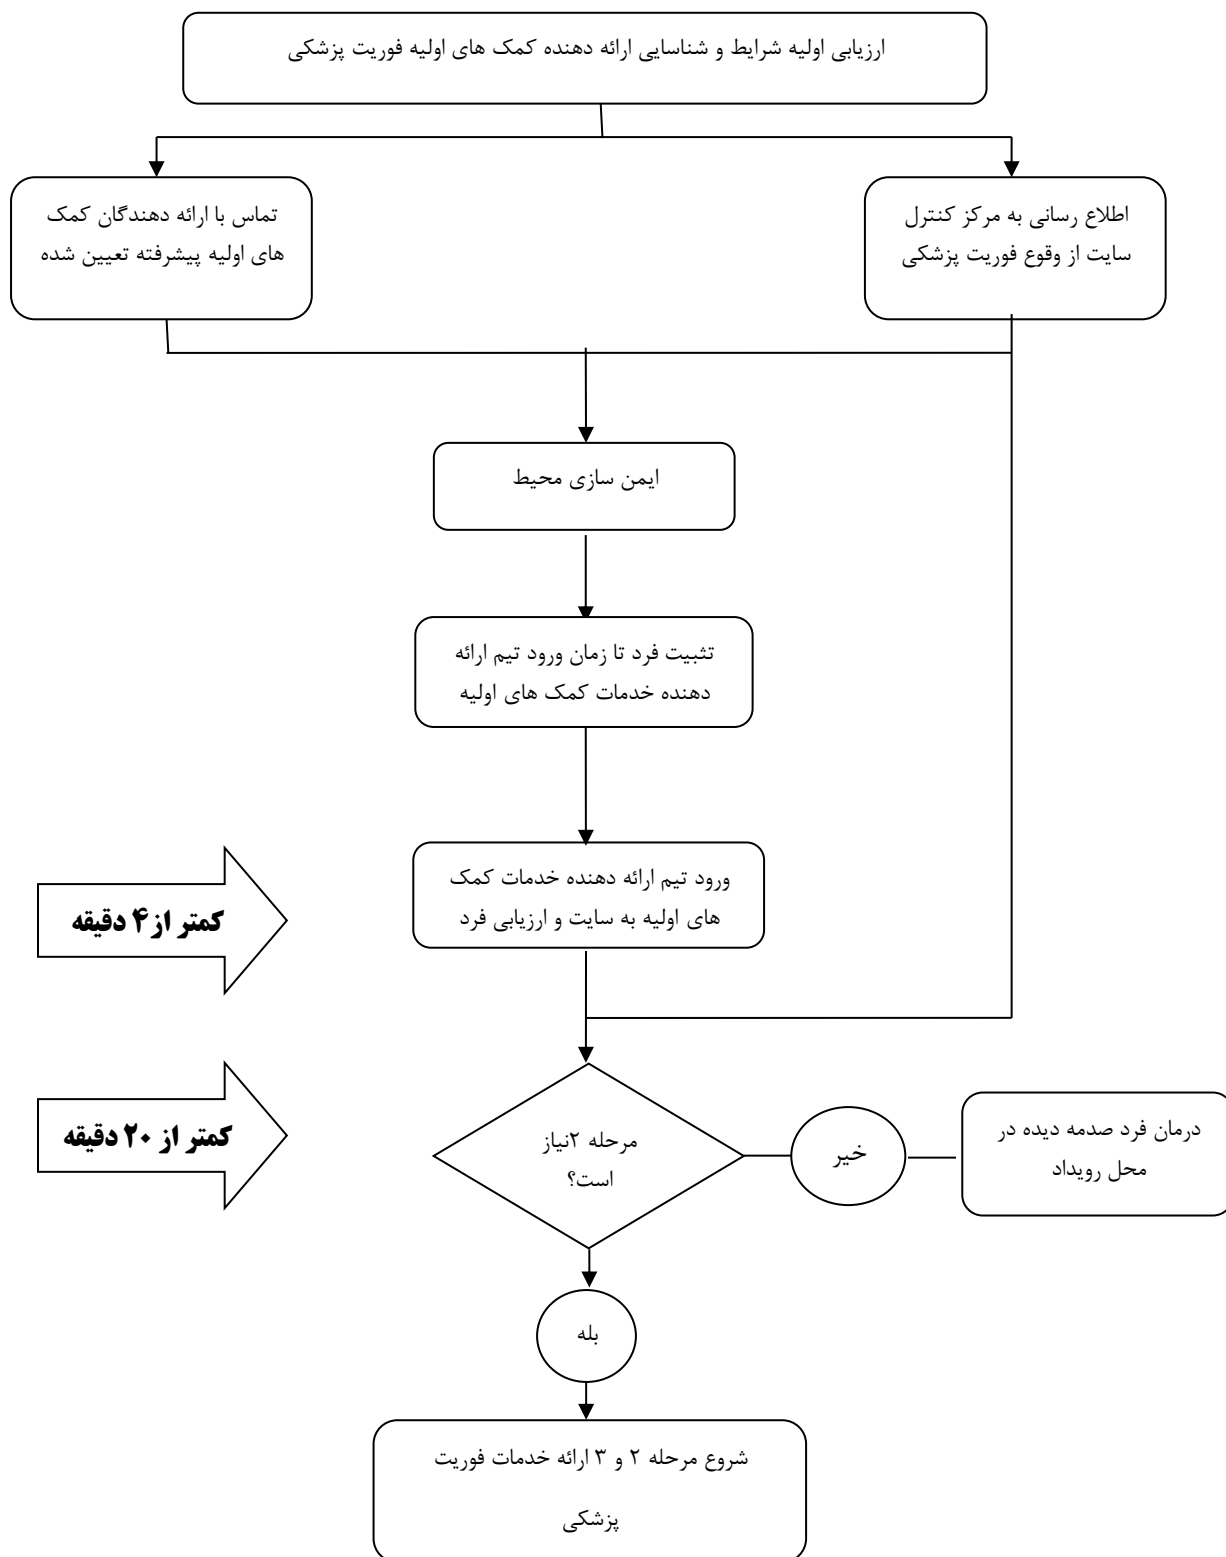 ارزیابی اولیه شرایط و شناسایی ارائه دهنده کمک های اولیه فوریت پزشکی
اطلاع رسانی به مرکز کنترل
سایت از وقوع فوریت پزشکی
تماس با ارائه دهندگان کمک
های اولیه پیشرفته تعیین شده
ایمن سازی محیط
تثبیت فرد تا زمان ورود تیم ارائه
دهنده خدمات کمک های اولیه
ورود تیم ارائه دهنده خدمات کمک
های اولیه به سایت و ارزیابی فرد
کمتر از۴ دقیقه
مرحله ۲نیاز
است؟
خیر
درمان فرد صدمه دیده در
محل رویداد
کمتر از ۲۰ دقیقه
بله
شروع مرحله ۲ و ۳ ارائه خدمات فوریت
پزشکی